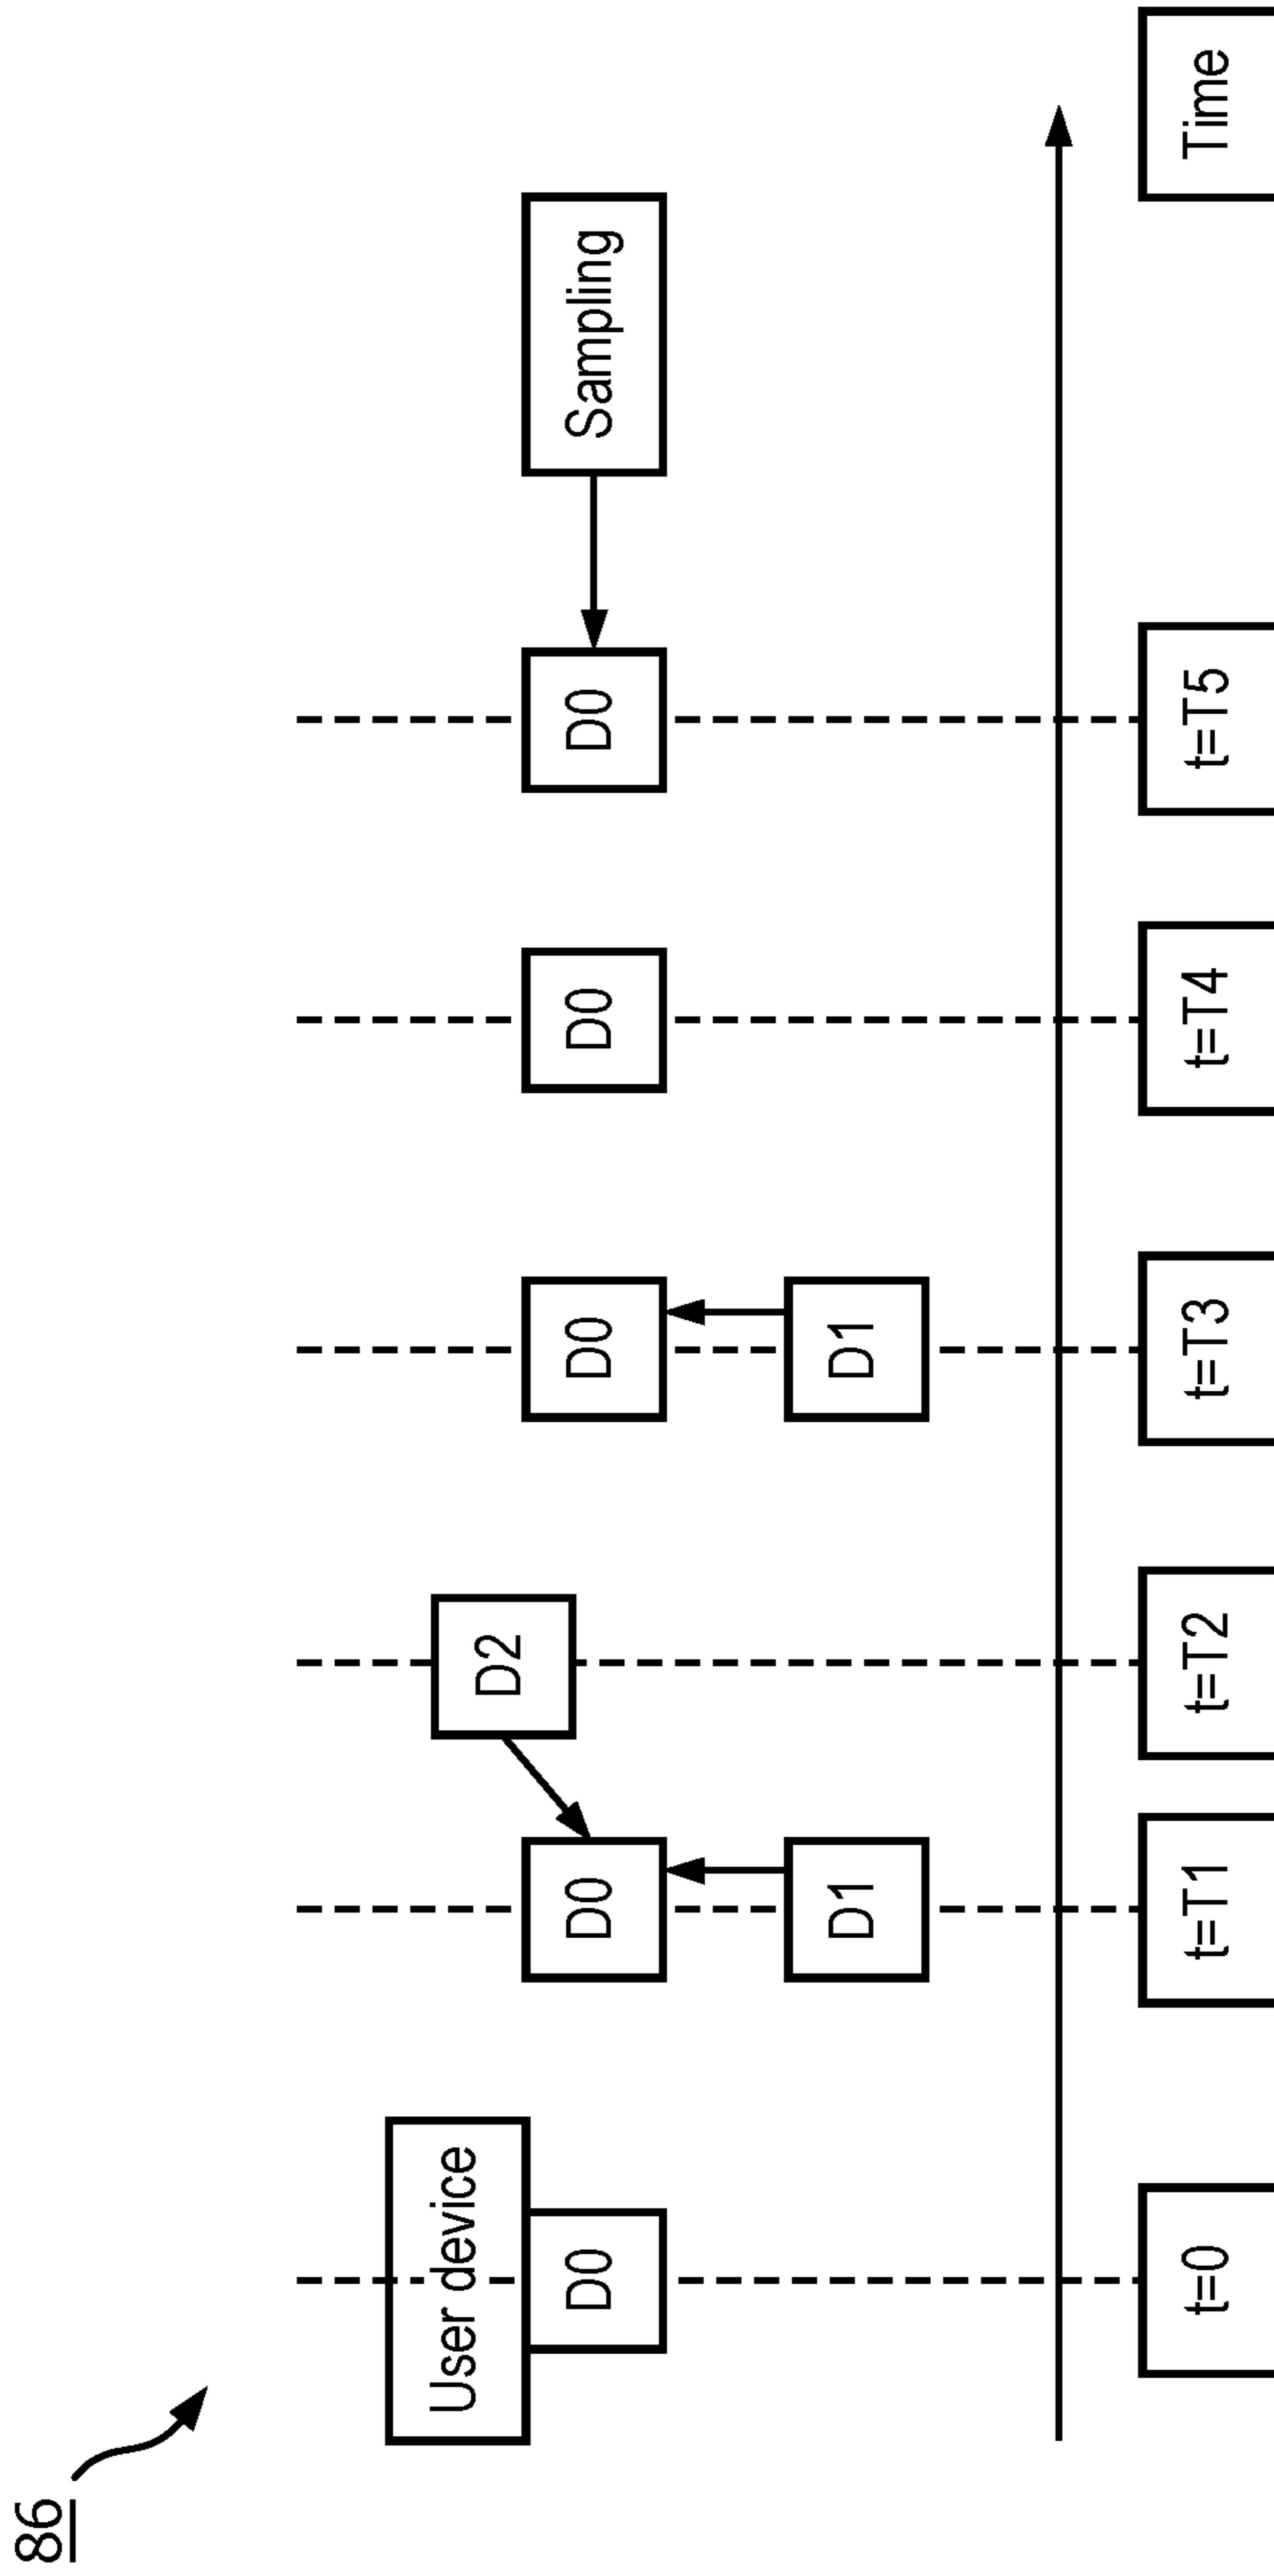 86
User device
D2
D0
D0
D0
D0
D0
Sampling
D1
D1
t=0
t=T1
t=T2
t=T3
t=T4
t=T5
Time